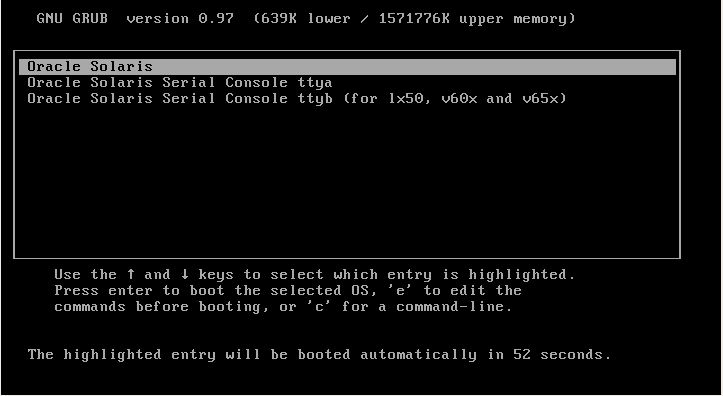 GNU GRUB  version 0.97  (639K lower / 1571776K upper memory)
Oracle Solaris
Oracle Solaris Serial Console ttya
Oracle Solaris Serial Console ttyb (for lx50, v60x and v65x)
Use the ↑ and ↓ keys to select which entry is highlighted.
Press enter to boot the selected OS, 'e' to edit the
commands before booting, or 'c' for a command-line.
The highlighted entry will be booted automatically in 52 seconds.